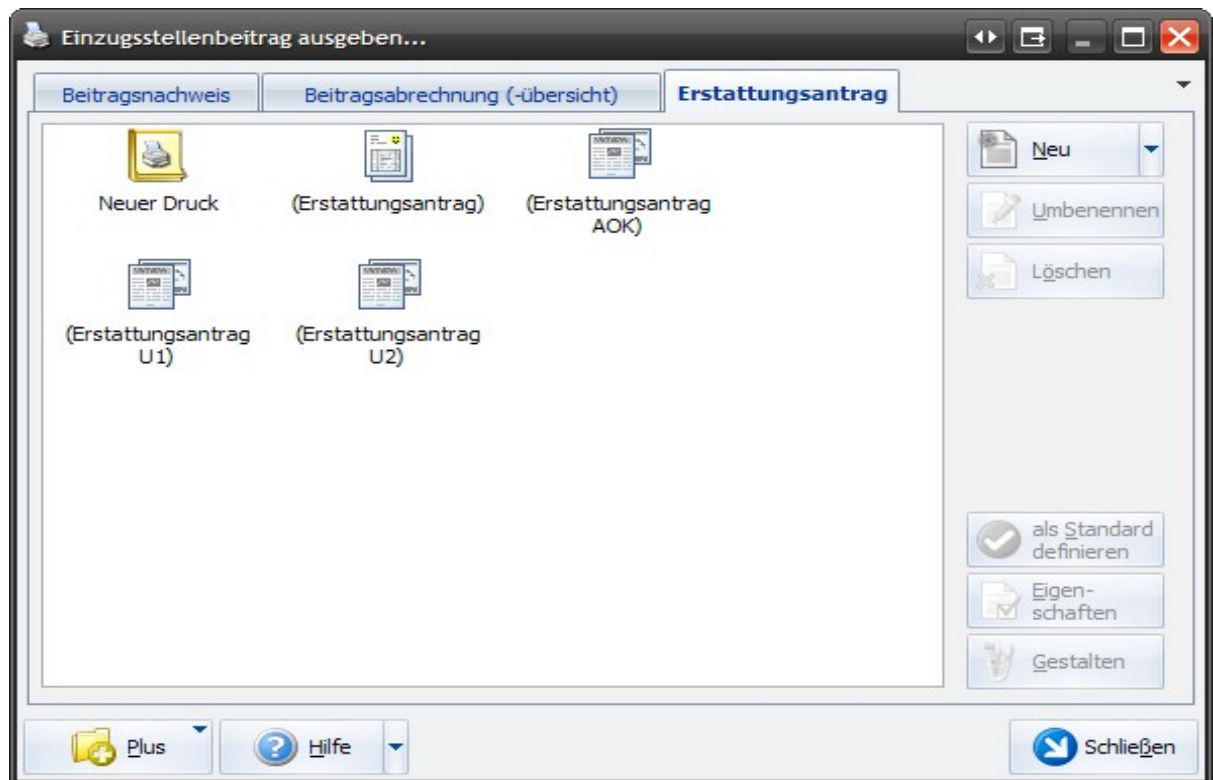 Einzugsstellenbeitrag ausgeben...
Beitragsnachweis
Beitragsabrechnung (-übersicht)
Erstattungsantrag
Neuer Druck
(Erstattungsantrag)
(Erstattungsantrag
AOK)
(Erstattungsantrag
U1)
(Erstattungsantrag
U2)
Neu
Umbenennen
Löschen
als Standard
definieren
Eigen-
schaften
Gestalten
Plus
Hilfe
Schließen